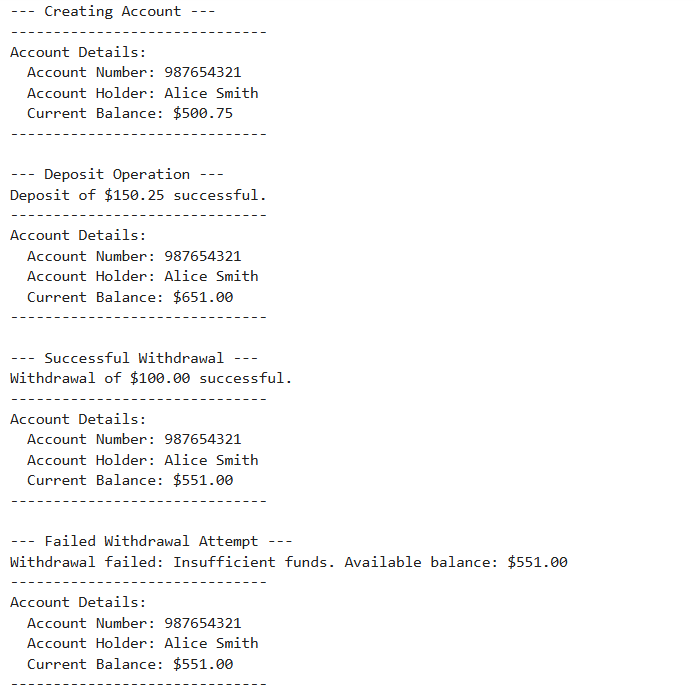 --- Creating Account ---
------------------------------
Account Details:
  Account Number: 987654321
  Account Holder: Alice Smith
  Current Balance: $500.75
------------------------------

--- Deposit Operation ---
Deposit of $150.25 successful.
------------------------------
Account Details:
  Account Number: 987654321
  Account Holder: Alice Smith
  Current Balance: $651.00
------------------------------

--- Successful Withdrawal ---
Withdrawal of $100.00 successful.
------------------------------
Account Details:
  Account Number: 987654321
  Account Holder: Alice Smith
  Current Balance: $551.00
------------------------------

--- Failed Withdrawal Attempt ---
Withdrawal failed: Insufficient funds. Available balance: $551.00
------------------------------
Account Details:
  Account Number: 987654321
  Account Holder: Alice Smith
  Current Balance: $551.00
------------------------------